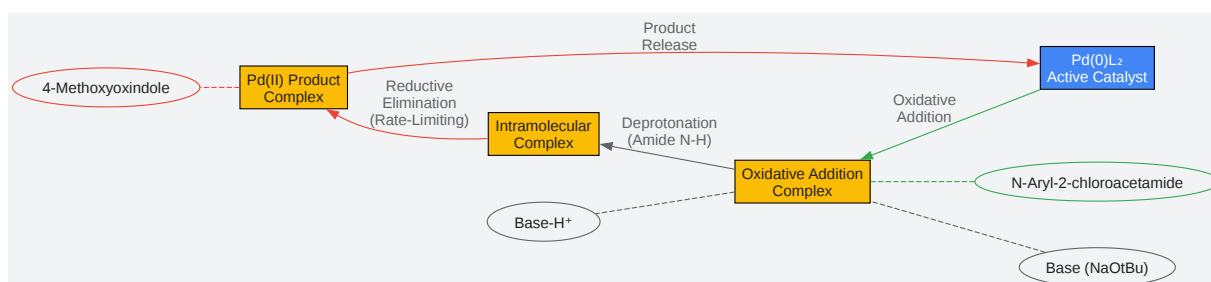 Product
Release
Pd(0)L₂
Active Catalyst
4-Methoxyoxindole
Pd(II) Product
Complex
Reductive
Elimination
(Rate-Limiting)
Oxidative
Addition
Intramolecular
Complex
Deprotonation
(Amide N-H)
Oxidative Addition
Complex
N-Aryl-2-chloroacetamide
Base-H⁺
Base (NaOtBu)